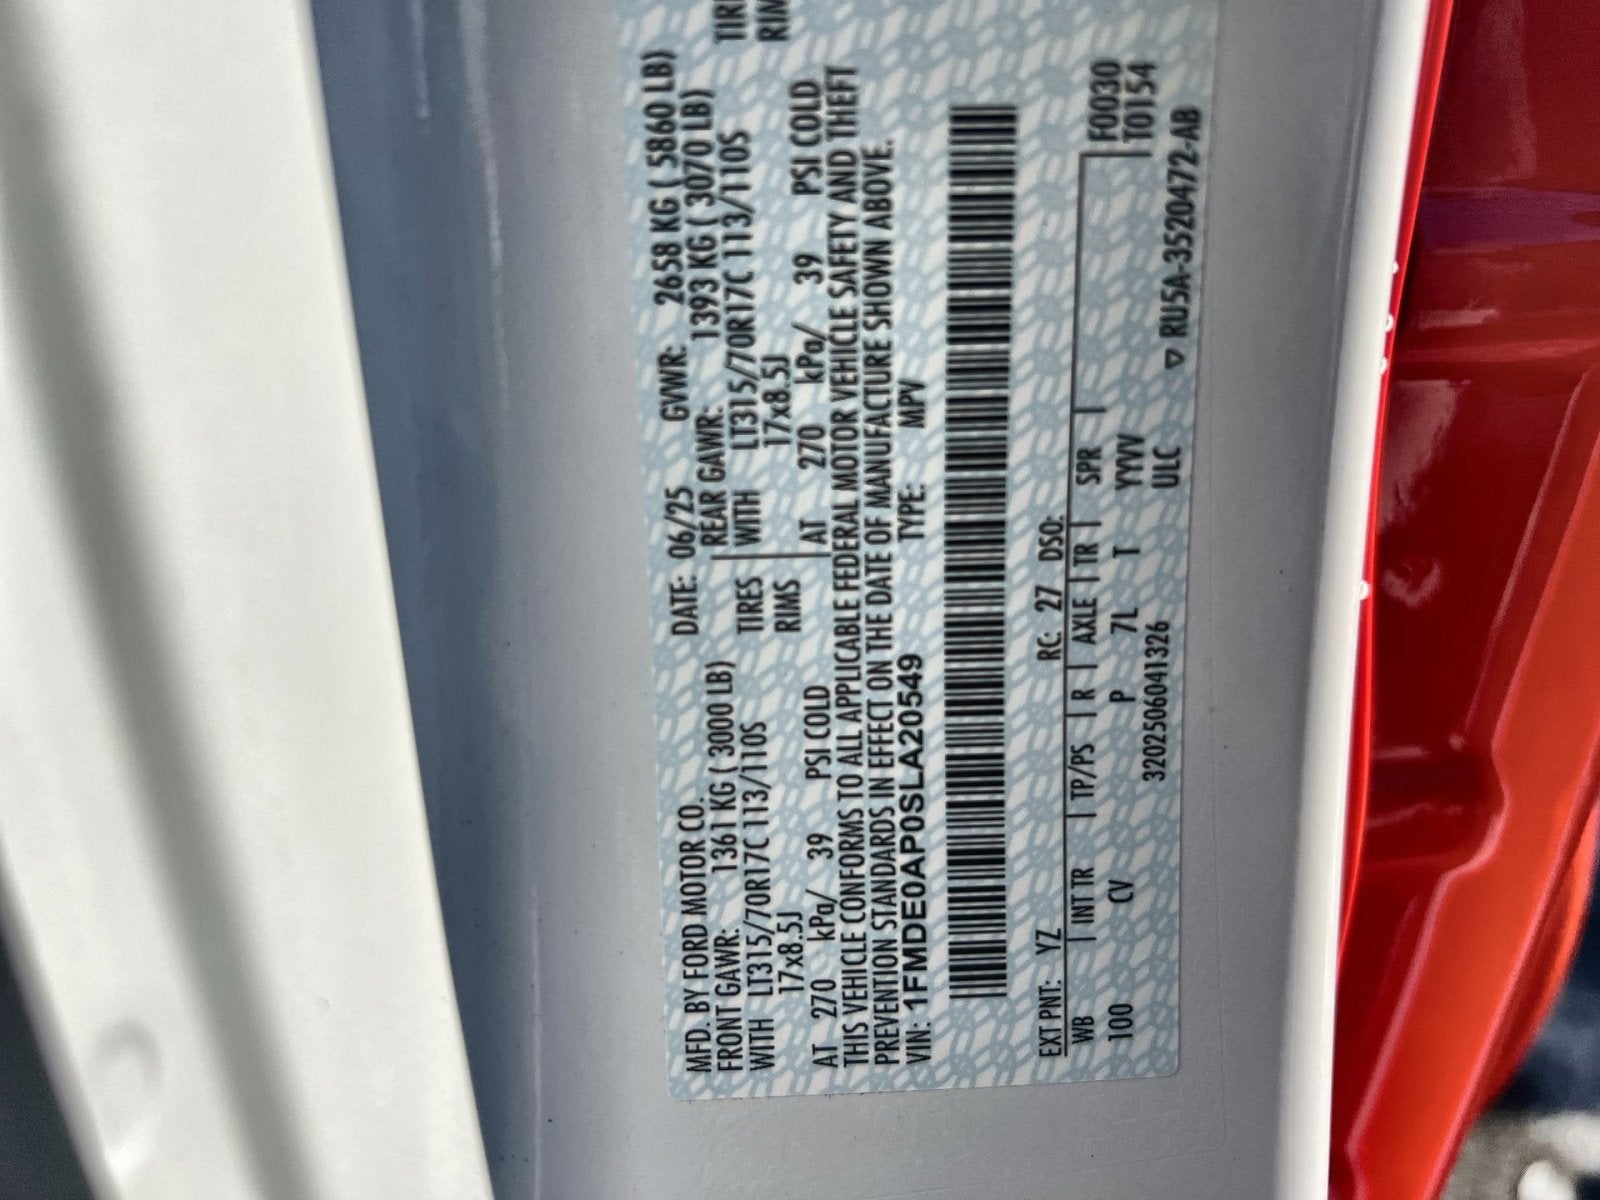 MFD. BY FORD MOTOR CO. DATE: 06/25 GVWR: 2658 KG ( 5860 LB)
FRONT GAWR: 1361 KG ( 3000 LB) REAR GAWR: 1393 KG ( 3070 LB)
WITH LT315/70R17C 113/110S TIRES WITH LT315/70R17C 113/110S TIRE
17x8.5J RIMS 17x8.5J RIM
AT 270 kPa/ 39 PSI COLD AT 270 kPa/ 39 PSI COLD
THIS VEHICLE CONFORMS TO ALL APPLICABLE FEDERAL MOTOR VEHICLE SAFETY AND THEFT
PREVENTION STANDARDS IN EFFECT ON THE DATE OF MANUFACTURE SHOWN ABOVE.
VIN: 1FMDE0AP0SLA20549 TYPE: MPV
EXT PNT: YZ RC: 27 DSO:
WB INT TR TP/PS R AXLE TR SPR F0030
100 CV P 7L T YYVV T0154
3202506041326 ULC
▽ RU5A-3520472-AB